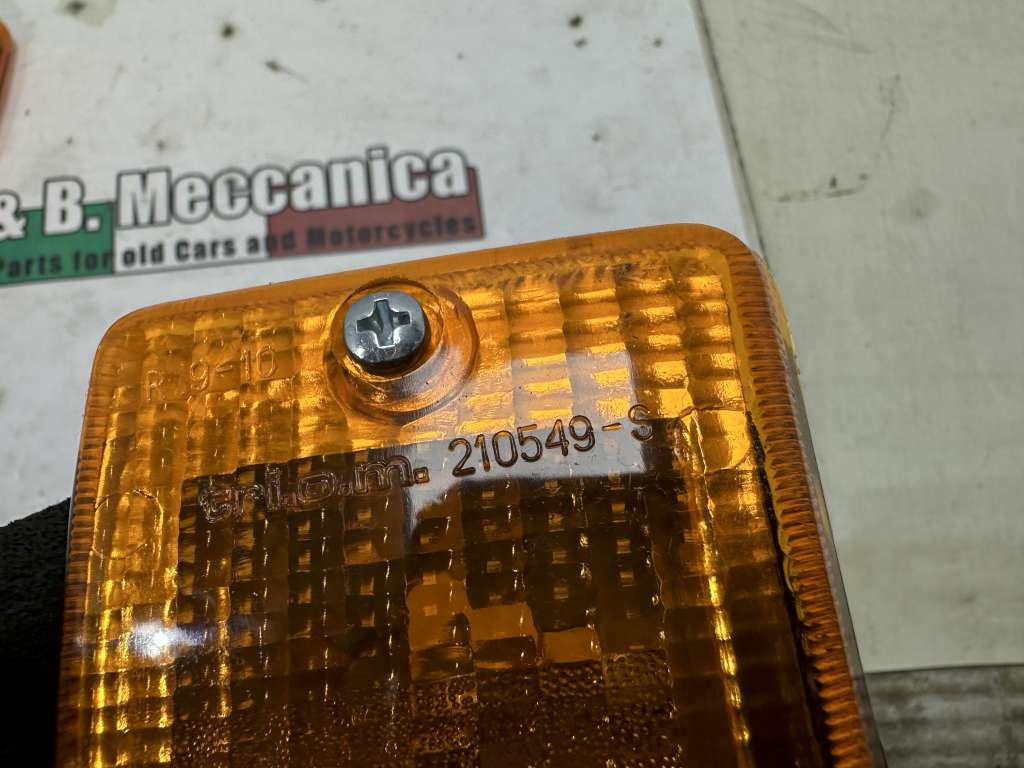 & B. Meccanica
Parts for old Cars and Motorcycles
R 9-10
tri.o.m. 210549-S